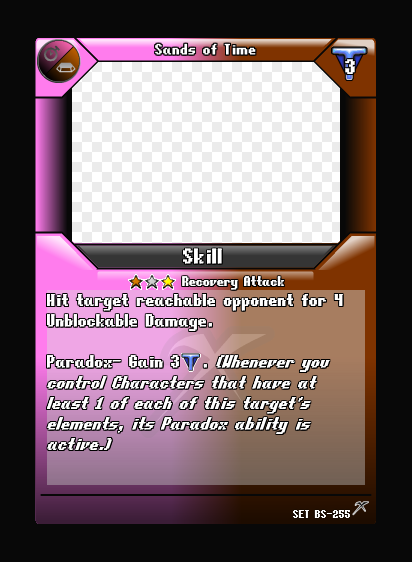 Sands of Time
3
Skill
Recovery Attack
Hit target reachable opponent for 4
Unblockable Damage.
Paradox- Gain 3. (Whenever you
control Characters that have at
least 1 of each of this target's
elements, its Paradox ability is
active.)
SET BS-255